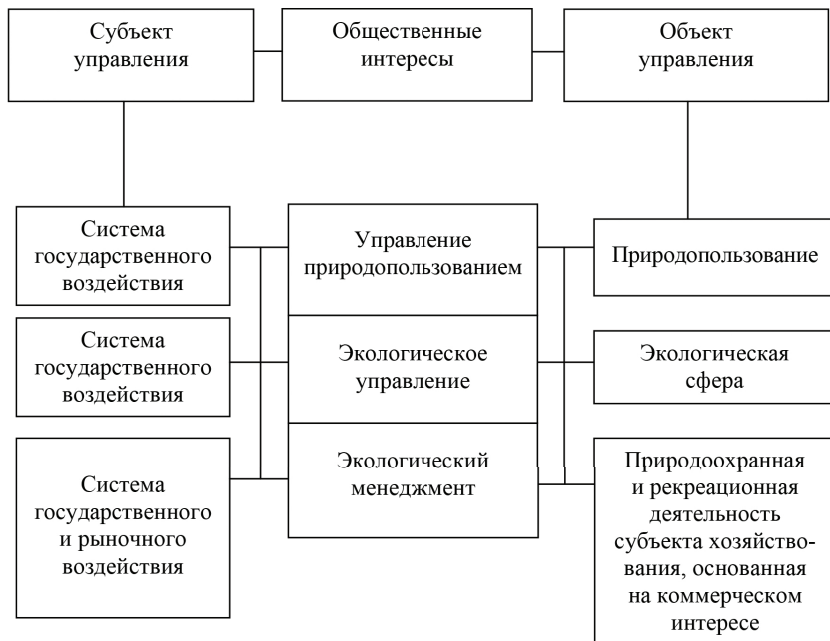 Субъект
управления
Общественные
интересы
Объект
управления
Система
государственного
воздействия
Управление
природопользованием
Природопользование
Система
государственного
воздействия
Экологическое
управление
Экологическая
сфера
Система
государственного
и рыночного
воздействия
Экологический
менеджмент
Природоохранная
и рекреационная
деятельность
субъекта хозяйство-
вания, основанная
на коммерческом
интересе